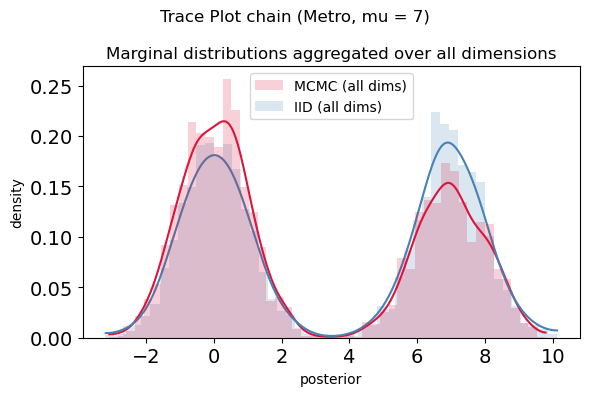 Trace Plot chain (Metro, mu = 7)
Marginal distributions aggregated over all dimensions
MCMC (all dims)
IID (all dims)
density
0.25
0.20
0.15
0.10
0.05
0.00
−2 0 2 4 6 8 10
posterior